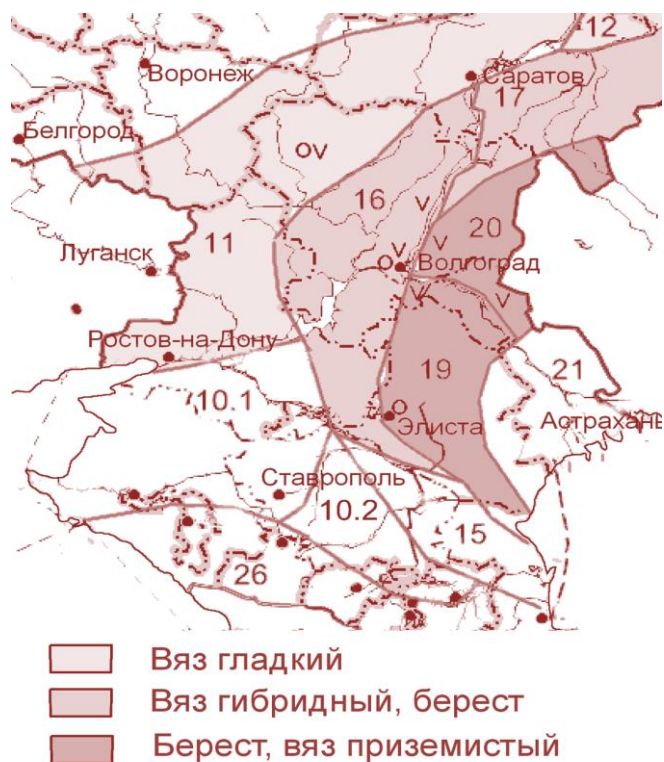 12
Воронеж
Саратов
17
Белгород
ov
16
v
11
20
v
v
Луганск
o
Волгоград
v
v
Ростов-на-Дону
19
21
10.1
o
Элиста
Астрахань
Ставрополь
10.2
15
26
Вяз гладкий
Вяз гибридный, берест
Берест, вяз приземистый